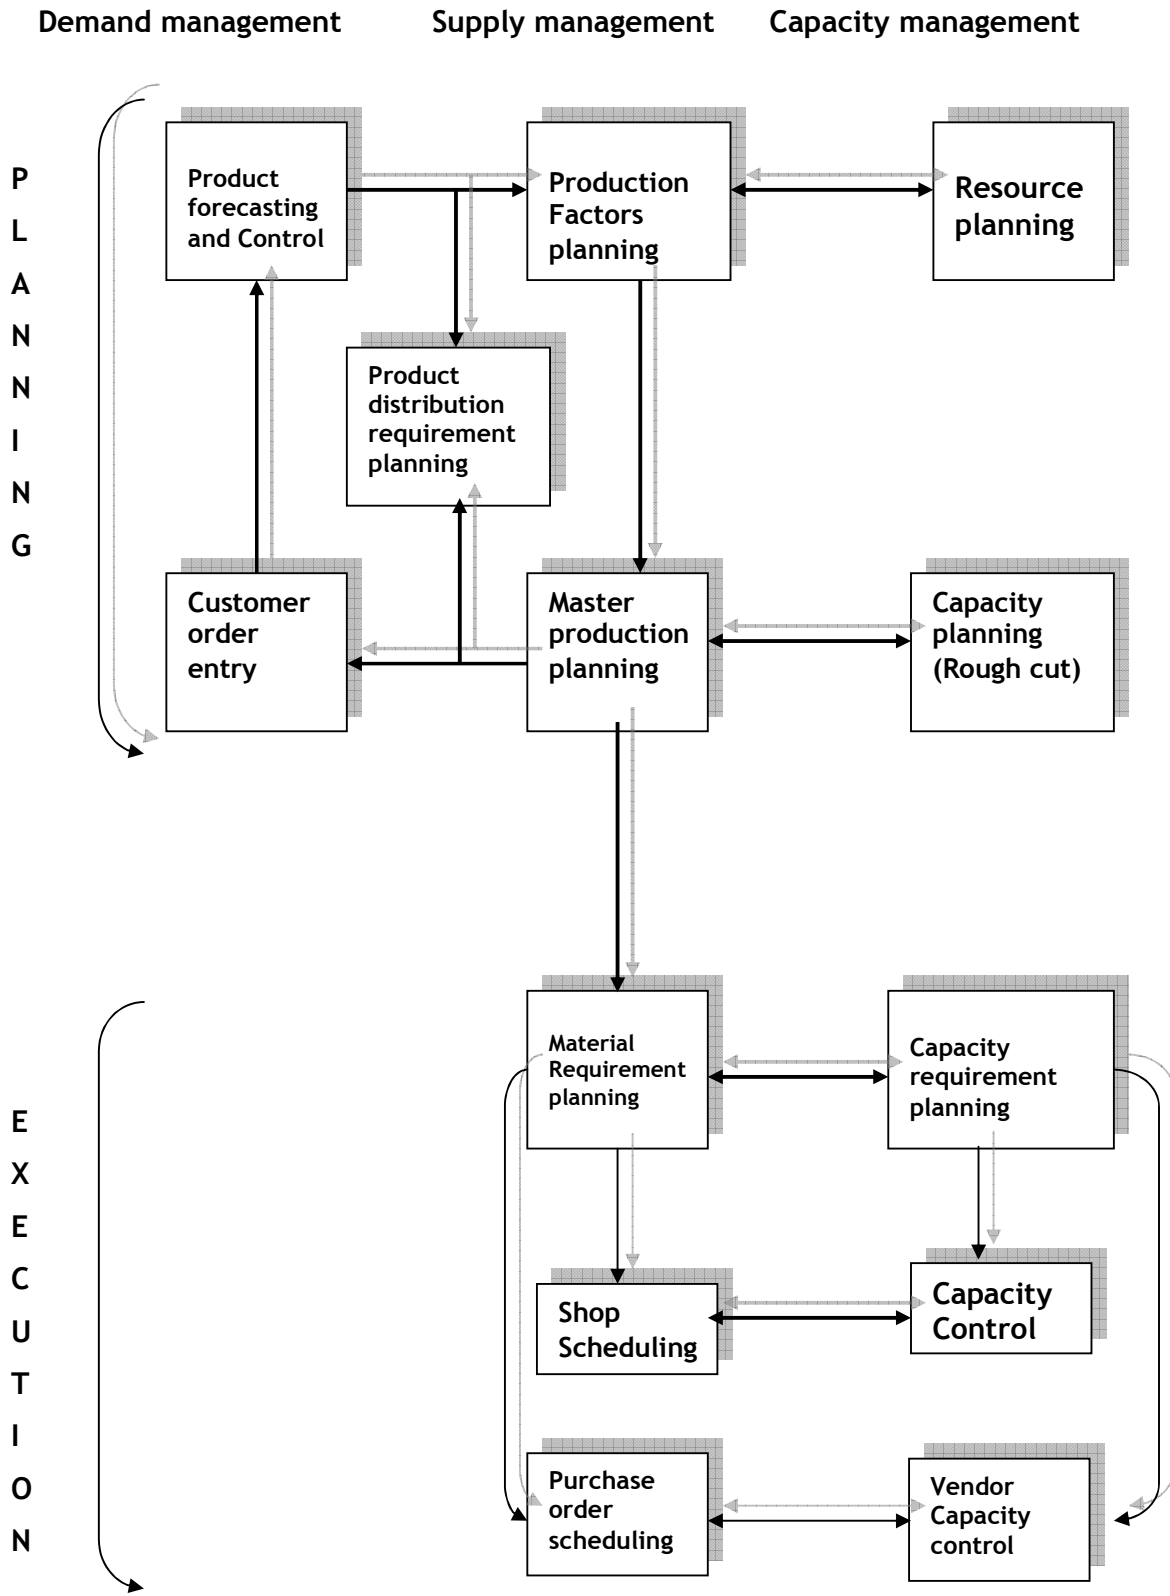 Demand management
Supply management
Capacity management
P
L
A
N
N
I
N
G
Product
forecasting
and Control
Production
Factors
planning
Resource
planning
Product
distribution
requirement
planning
Customer
order
entry
Master
production
planning
Capacity
planning
(Rough cut)
E
X
E
C
U
T
I
O
N
Material
Requirement
planning
Capacity
requirement
planning
Shop
Scheduling
Capacity
Control
Purchase
order
scheduling
Vendor
Capacity
control